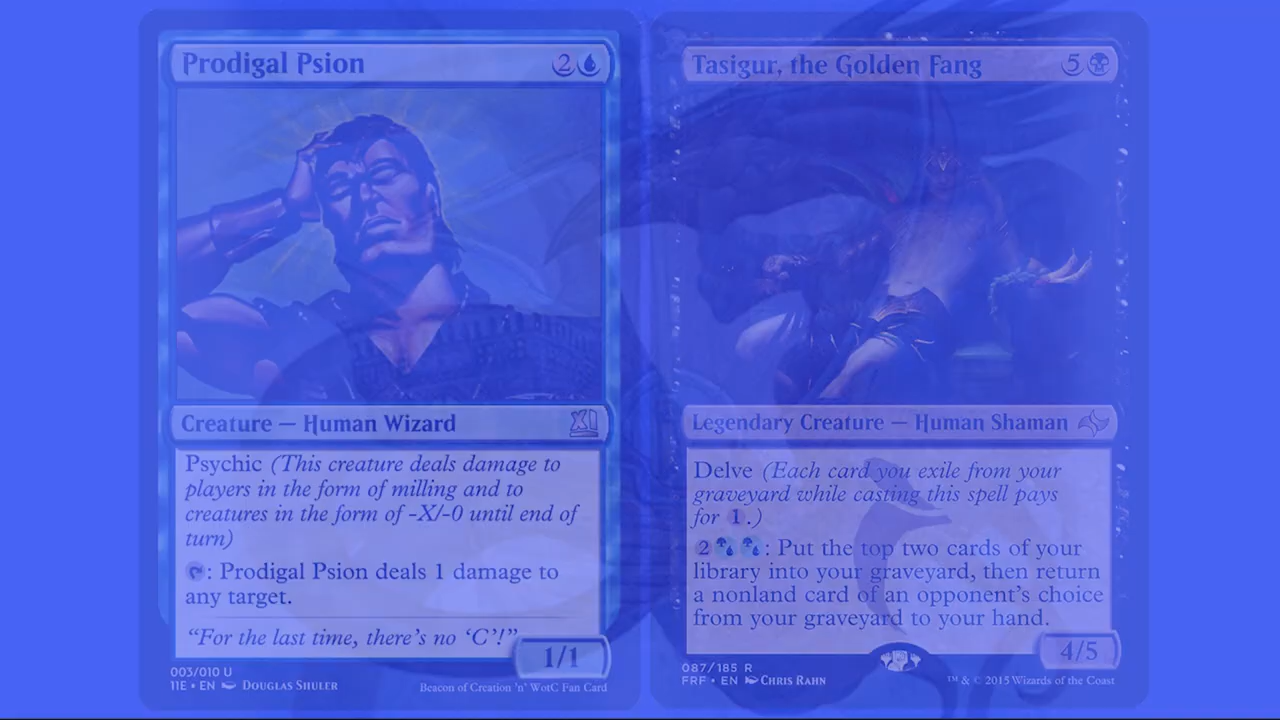 Prodigal Psion 2
Creature — Human Wizard
XI
Psychic (This creature deals damage to
players in the form of milling and to
creatures in the form of -X/-0 until end of
turn)
: Prodigal Psion deals 1 damage to
any target.
“For the last time, there’s no ‘C’!”
1/1
003/010 U
11E • EN DOUGLAS SHULER
Beacon of Creation 'n' WotC Fan Card
Tasigur, the Golden Fang 5
Legendary Creature — Human Shaman
Delve (Each card you exile from your
graveyard while casting this spell pays
for 1.)
2 : Put the top two cards of your
library into your graveyard, then return
a nonland card of an opponent’s choice
from your graveyard to your hand.
4/5
087/185 R
FRF • EN CHRIS RAHN
™ & © 2015 Wizards of the Coast